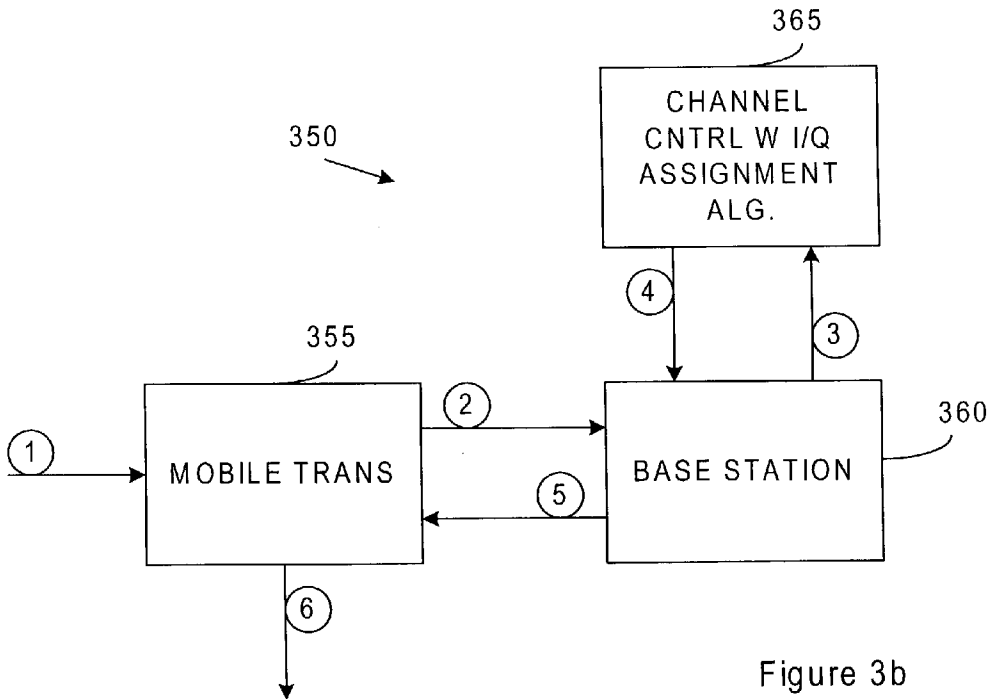 365
CHANNEL
CNTRL W I/Q
ASSIGNMENT
ALG.
350
4
3
355
2
360
1
MOBILE TRANS
BASE STATION
5
6
Figure 3b